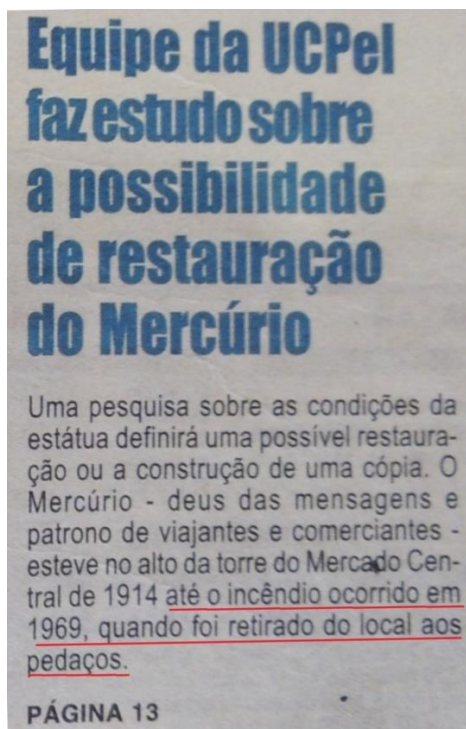 Equipe da UCPel
faz estudo sobre
a possibilidade
de restauração
do Mercúrio
Uma pesquisa sobre as condições da
estátua definirá uma possível restaura-
ção ou a construção de uma cópia. O
Mercúrio - deus das mensagens e
patrono de viajantes e comerciantes -
esteve no alto da torre do Mercado Cen-
tral de 1914 até o incêndio ocorrido em
1969, quando foi retirado do local aos
pedaços.
PÁGINA 13